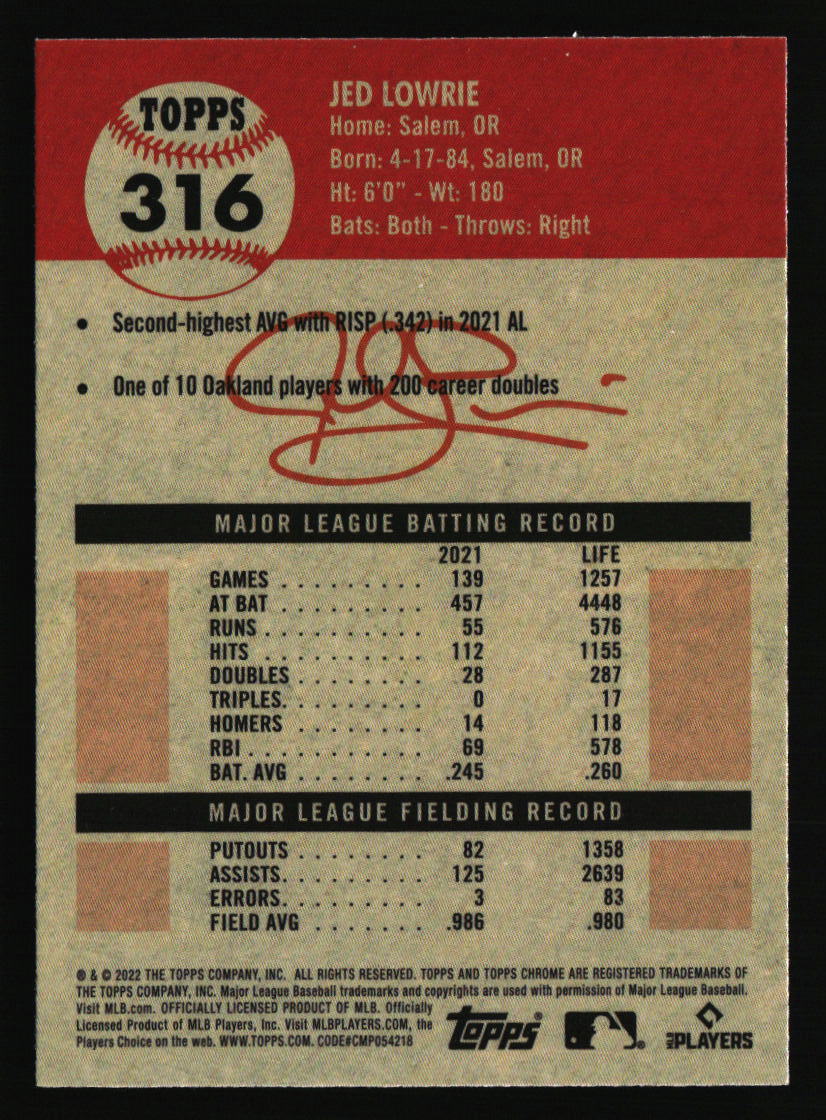 TOPPS
316
JED LOWRIE
Home: Salem, OR
Born: 4-17-84, Salem, OR
Ht: 6'0" - Wt: 180
Bats: Both - Throws: Right
• Second-highest AVG with RISP (.342) in 2021 AL
• One of 10 Oakland players with 200 career doubles
MAJOR LEAGUE BATTING RECORD
2021 LIFE
GAMES . . . . . . . . . 139 1257
AT BAT . . . . . . . . . 457 4448
RUNS . . . . . . . . . . 55 576
HITS . . . . . . . . . . 112 1155
DOUBLES . . . . . . . . 28 287
TRIPLES. . . . . . . . . 0 17
HOMERS . . . . . . . . 14 118
RBI . . . . . . . . . . . 69 578
BAT. AVG . . . . . . . . .245 .260
MAJOR LEAGUE FIELDING RECORD
PUTOUTS . . . . . . . . 82 1358
ASSISTS. . . . . . . . . 125 2639
ERRORS. . . . . . . . . 3 83
FIELD AVG . . . . . . . .986 .980
® & © 2022 THE TOPPS COMPANY, INC. ALL RIGHTS RESERVED. TOPPS AND TOPPS CHROME ARE REGISTERED TRADEMARKS OF
THE TOPPS COMPANY, INC. Major League Baseball trademarks and copyrights are used with permission of Major League Baseball.
Visit MLB.com. OFFICIALLY LICENSED PRODUCT OF MLB. Officially
Licensed Product of MLB Players, Inc. Visit MLBPLAYERS.COM, the
Players Choice on the web. WWW.TOPPS.COM. CODE#CMP054218
Topps
MLB PLAYERS